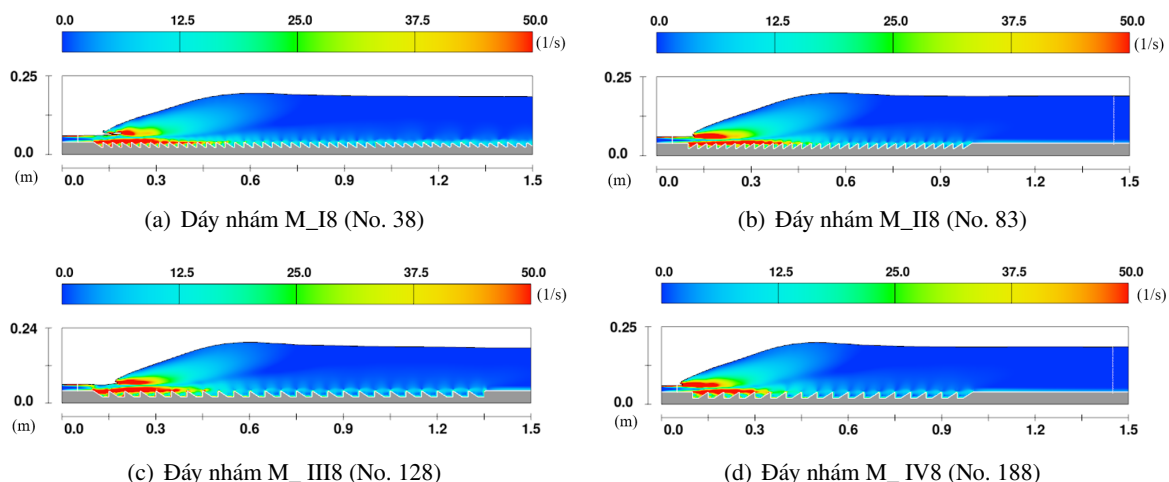 0.0 12.5 25.0 37.5 50.0
(1/s)
0.25
0.0
(m)
0.0 0.3 0.6 0.9 1.2 1.5
(a) Dáy nhám M_I8 (No. 38)
0.0 12.5 25.0 37.5 50.0
(1/s)
0.25
0.0
(m)
0.0 0.3 0.6 0.9 1.2 1.5
(b) Đáy nhám M_II8 (No. 83)
0.0 12.5 25.0 37.5 50.0
(1/s)
0.24
0.0
(m)
0.0 0.3 0.6 0.9 1.2 1.5
(c) Đáy nhám M_ III8 (No. 128)
0.0 12.5 25.0 37.5 50.0
(1/s)
0.25
0.0
(m)
0.0 0.3 0.6 0.9 1.2 1.5
(d) Đáy nhám M_ IV8 (No. 188)